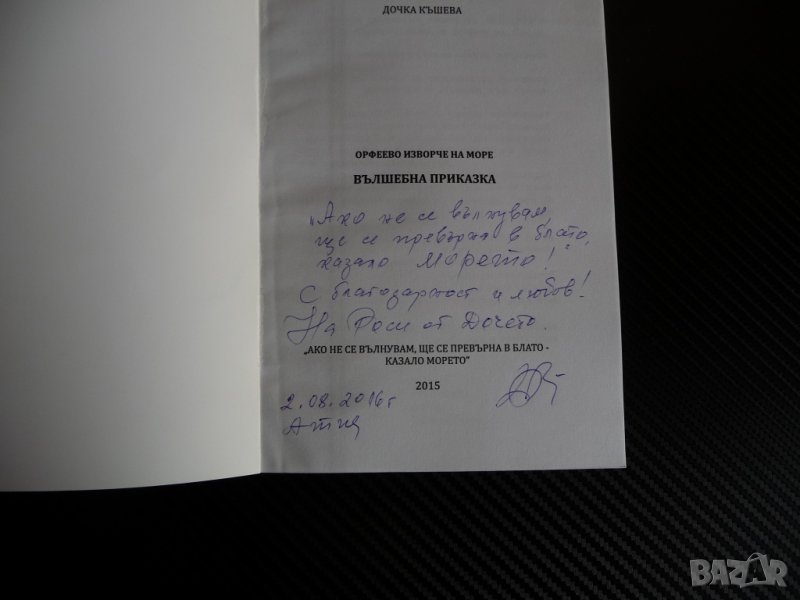 ДОЧКА КЪШЕВА
ОРФЕЕВО ИЗВОРЧЕ НА МОРЕ
ВЪЛШЕБНА ПРИКАЗКА
„Ако не се вълнувам,
ще се превърна в блато,
казало Морето!"
С благодарност и любов!
На Роси от Дочето.
„АКО НЕ СЕ ВЪЛНУВАМ, ЩЕ СЕ ПРЕВЪРНА В БЛАТО -
КАЗАЛО МОРЕТО"
2015
2.08.2016 г
Атия
BAZAR